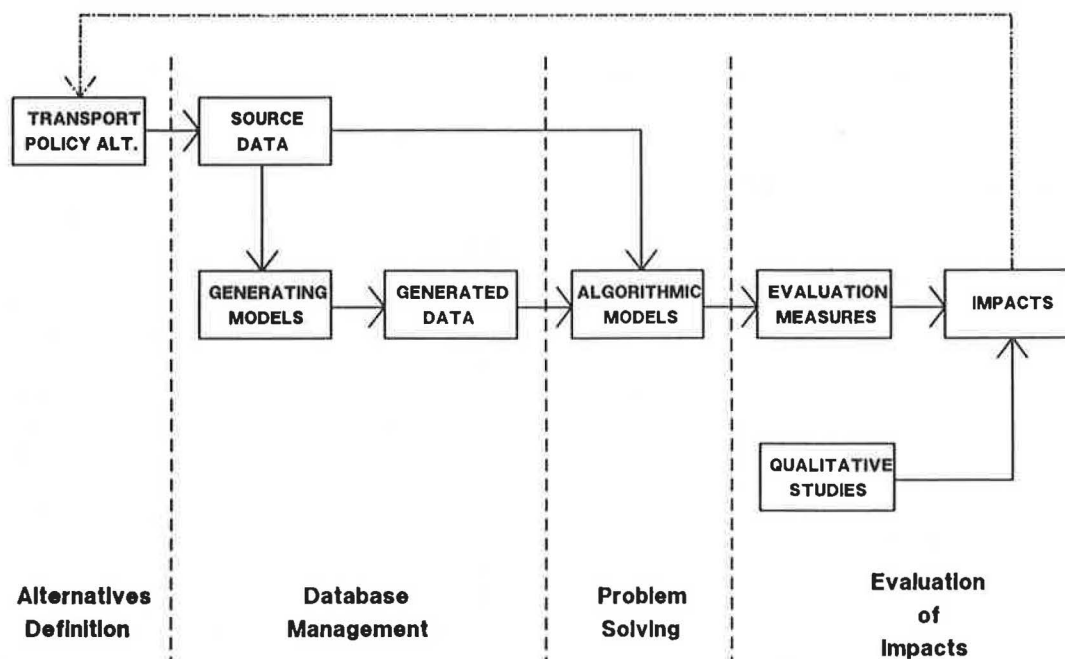 TRANSPORT
POLICY ALT.
SOURCE
DATA
GENERATING
MODELS
GENERATED
DATA
ALGORITHMIC
MODELS
EVALUATION
MEASURES
IMPACTS
QUALITATIVE
STUDIES
Alternatives
Definition
Database
Management
Problem
Solving
Evaluation
of
Impacts